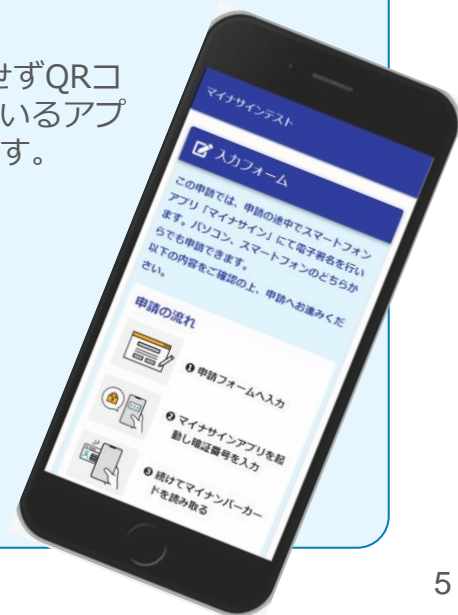 せずQRコ
いるアプ
す。
マイナサインテスト
入力フォーム
この申請では、申請の途中でスマートフォン
アプリ「マイナサイン」にて電子署名を行い
ます。パソコン、スマートフォンのどちらか
らでも申請できます。
以下の内容をご確認の上、申請へお進みくだ
さい。
申請の流れ
❶ 申請フォームへ入力
❷ マイナサインアプリを起
動し確証番号を入力
❸ 続けてマイナンバーカー
ドを読み取る
5